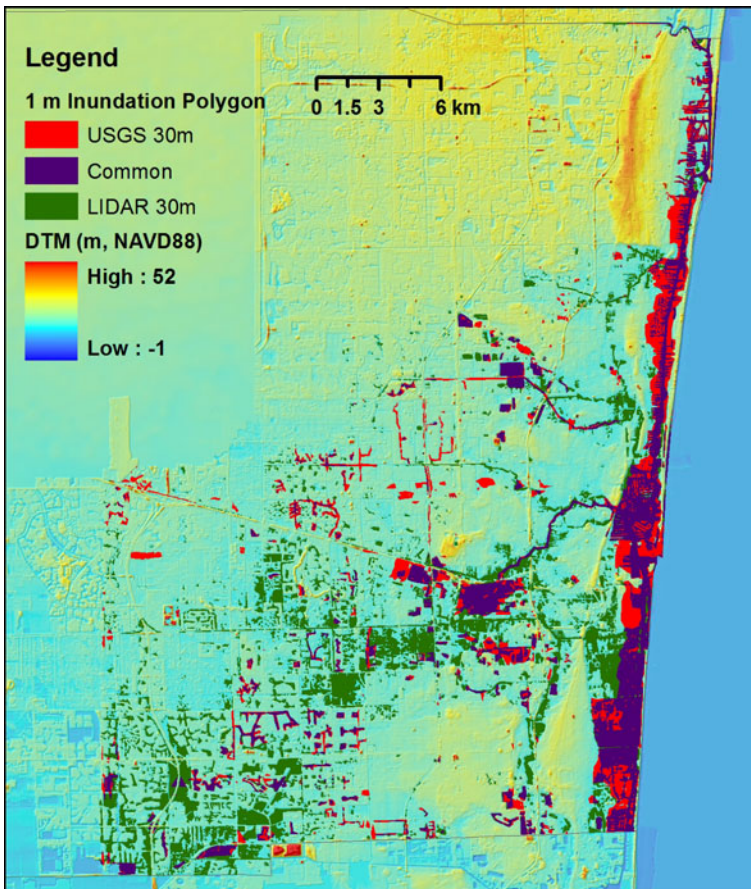 Legend
1 m Inundation Polygon
USGS 30m
Common
LIDAR 30m
DTM (m, NAVD88)
High : 52
Low : -1
0 1.5 3 6 km